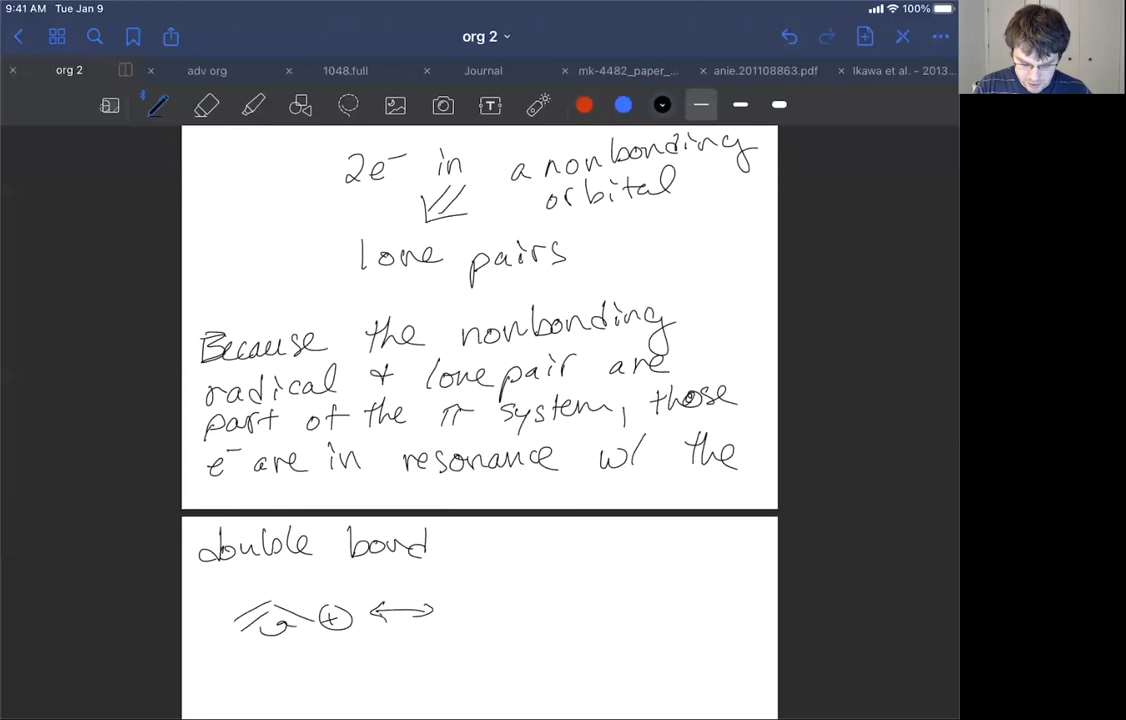 9:41 AM Tue Jan 9
100%
org 2
org 2
adv org
1048.full
Journal
mk-4482_paper_...
anie.201108863.pdf
Ikawa et al. - 2013...
T
2e⁻ in a nonbonding
orbital
lone pairs
Because the nonbonding
radical + lone pair are
part of the π system, those
e⁻ are in resonance w/ the
double bond
⊕ ↔